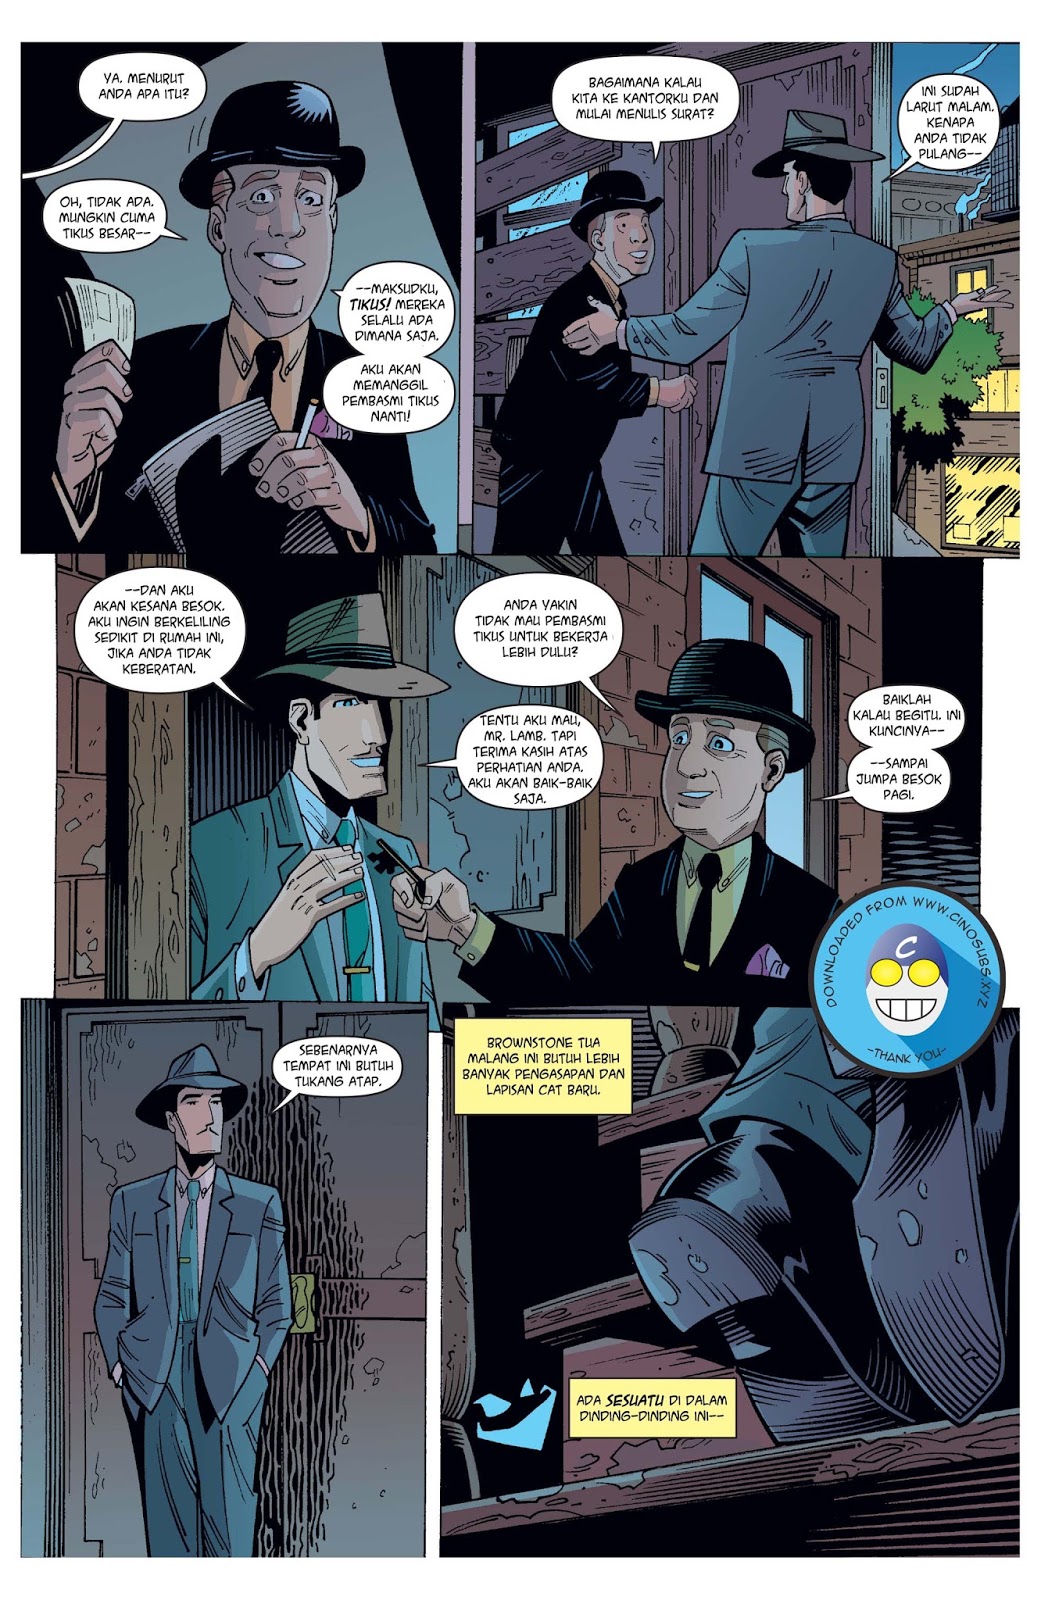 YA. MENURUT
ANDA APA ITU?
OH, TIDAK ADA.
MUNGKIN CUMA
TIKUS BESAR--
--MAKSUDKU,
TIKUS! MEREKA
SELALU ADA
DIMANA SAJA.
AKU AKAN
MEMANGGIL
PEMBASMI TIKUS
NANTI!
BAGAIMANA KALAU
KITA KE KANTORKU DAN
MULAI MENULIS SURAT?
INI SUDAH
LARUT MALAM.
KENAPA
ANDA TIDAK
PULANG--
--DAN AKU
AKAN KESANA BESOK.
AKU INGIN BERKELILING
SEDIKIT DI RUMAH INI,
JIKA ANDA TIDAK
KEBERATAN.
ANDA YAKIN
TIDAK MAU PEMBASMI
TIKUS UNTUK BEKERJA
LEBIH DULU?
TENTU AKU MAU,
MR. LAMB. TAPI
TERIMA KASIH ATAS
PERHATIAN ANDA.
AKU AKAN BAIK-BAIK
SAJA.
BAIKLAH
KALAU BEGITU. INI
KUNCINYA--
--SAMPAI
JUMPA BESOK
PAGI.
DOWNLOADED FROM WWW.CINOSUBS.XYZ
C
-THANK YOU-
SEBENARNYA
TEMPAT INI BUTUH
TUKANG ATAP.
BROWNSTONE TUA
MALANG INI BUTUH LEBIH
BANYAK PENGASAPAN DAN
LAPISAN CAT BARU.
ADA SESUATU DI DALAM
DINDING-DINDING INI--